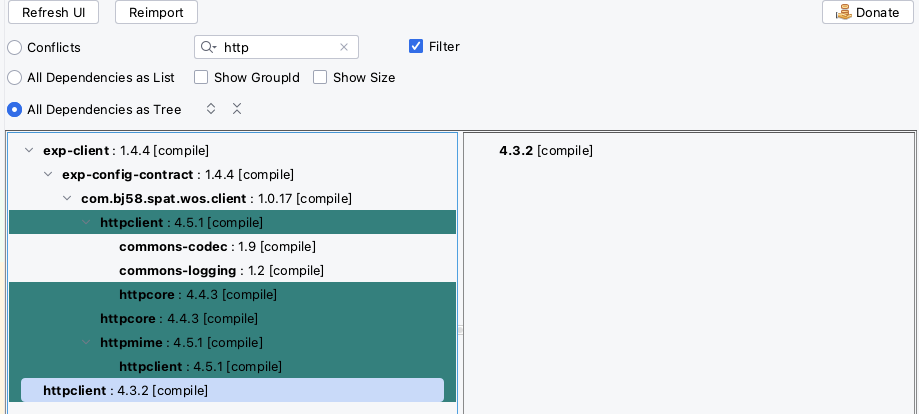 Refresh UI Reimport Donate
Conflicts http Filter
All Dependencies as List Show GroupId Show Size
All Dependencies as Tree
exp-client : 1.4.4 [compile] 4.3.2 [compile]
exp-config-contract : 1.4.4 [compile]
com.bj58.spat.wos.client : 1.0.17 [compile]
httpclient : 4.5.1 [compile]
commons-codec : 1.9 [compile]
commons-logging : 1.2 [compile]
httpcore : 4.4.3 [compile]
httpcore : 4.4.3 [compile]
httpmime : 4.5.1 [compile]
httpclient : 4.5.1 [compile]
httpclient : 4.3.2 [compile]